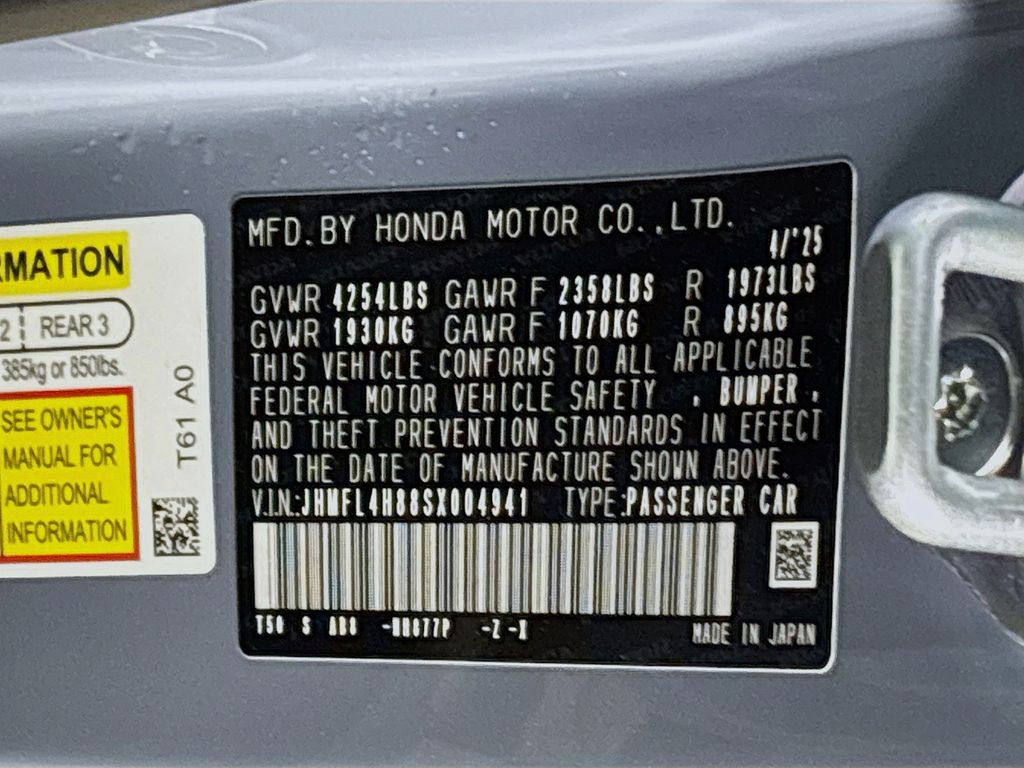 RMATION
2 REAR 3
385kg or 850lbs.
SEE OWNER'S
MANUAL FOR
ADDITIONAL
INFORMATION
T61 A0
MFD. BY HONDA MOTOR CO., LTD.
4/'25
GVWR 4254LBS GAWR F 2358LBS R 1973LBS
GVWR 1930KG GAWR F 1070KG R 895KG
THIS VEHICLE CONFORMS TO ALL APPLICABLE
FEDERAL MOTOR VEHICLE SAFETY , BUMPER ,
AND THEFT PREVENTION STANDARDS IN EFFECT
ON THE DATE OF MANUFACTURE SHOWN ABOVE.
V.I.N.:JHMFL4H88SX004941 TYPE:PASSENGER CAR
T50 S -Z -X
MADE IN JAPAN